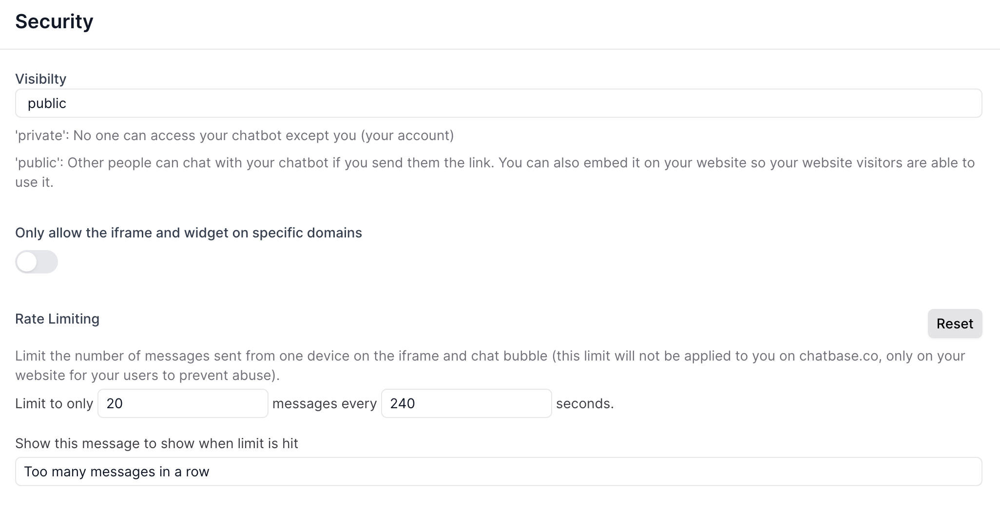 Security
Visibilty
public
'private': No one can access your chatbot except you (your account)
'public': Other people can chat with your chatbot if you send them the link. You can also embed it on your website so your website visitors are able to
use it.
Only allow the iframe and widget on specific domains
Rate Limiting
Reset
Limit the number of messages sent from one device on the iframe and chat bubble (this limit will not be applied to you on chatbase.co, only on your
website for your users to prevent abuse).
Limit to only 20 messages every 240 seconds.
Show this message to show when limit is hit
Too many messages in a row